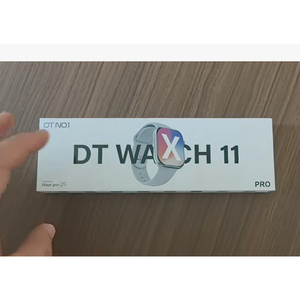 DT NO.1
DT WATCH 11
X
PRO